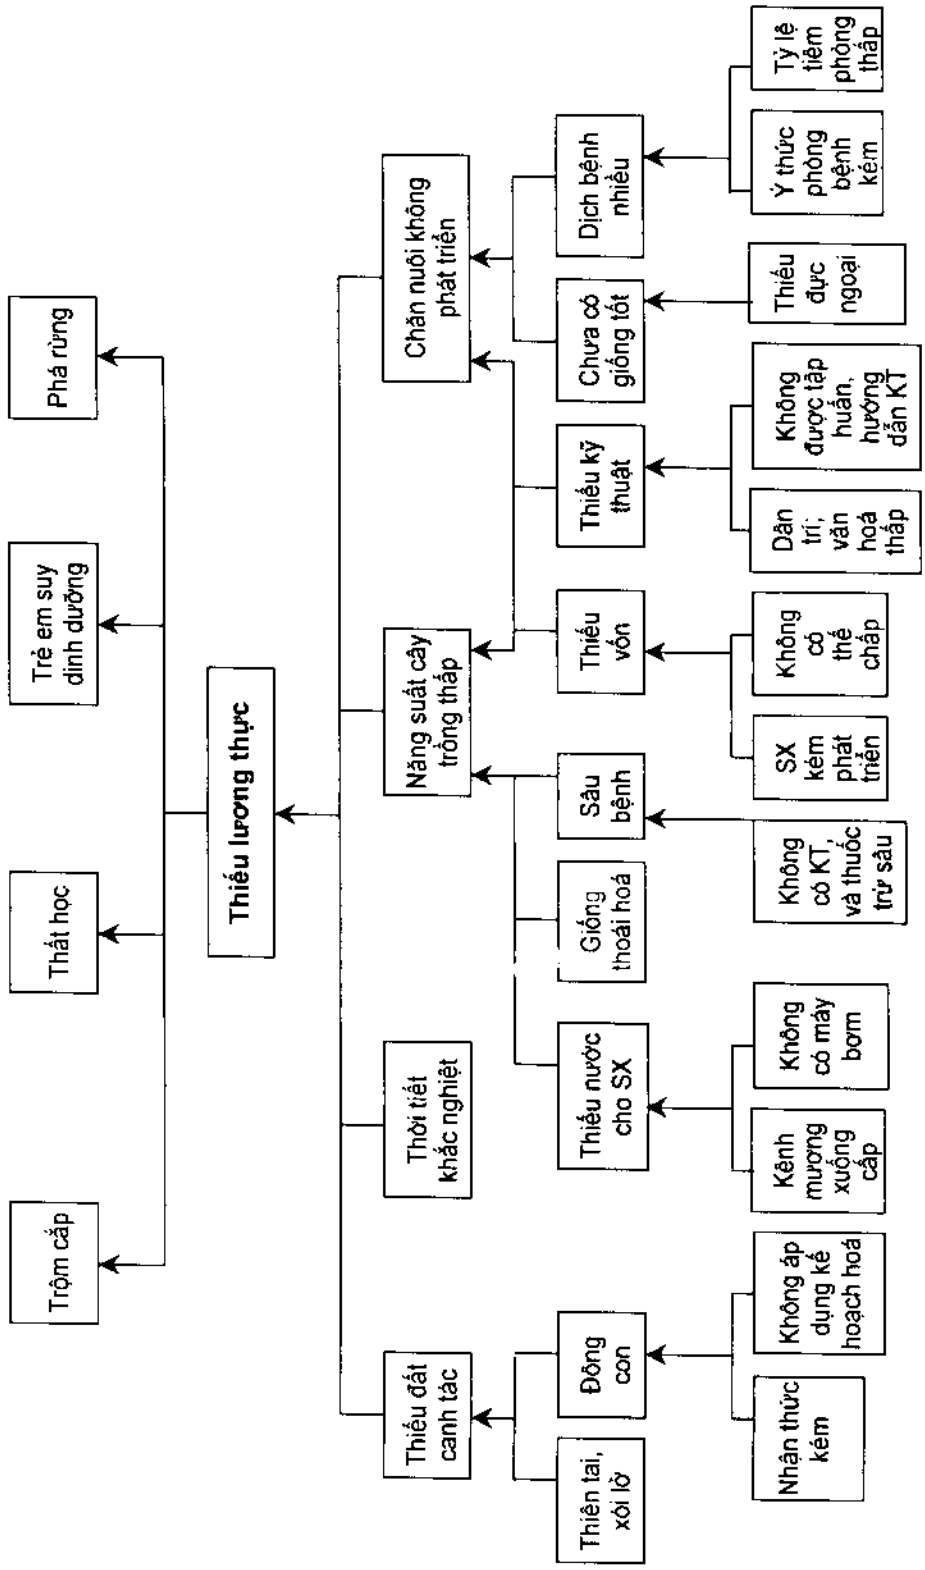 Trộm cắp
Thất học
Trẻ em suy
dinh dưỡng
Phá rừng
Thiếu lương thực
Thiếu đất
canh tác
Thời tiết
khắc nghiệt
Năng suất cây
trồng thấp
Chăn nuôi không
phát triển
Thiên tai,
xói lở
Đông
con
Thiếu nước
cho SX
Giống
thoái hoá
Sâu
bệnh
Thiếu
vốn
Thiếu kỹ
thuật
Chưa có
giống tốt
Dịch bệnh
nhiều
Nhận thức
kém
Không áp
dụng kế
hoạch hoá
Kênh
mương
xuống
cấp
Không
có máy
bơm
Không
có KT,
và thuốc
trừ sâu
SX
kém
phát
triển
Không
có
thế
chấp
Dân
trí,
văn
hoá
thấp
Không
được tập
huấn,
hướng
dẫn KT
Thiếu
đực
ngoại
Ý thức
phòng
bệnh
kém
Tỷ lệ
tiêm
phòng
thấp